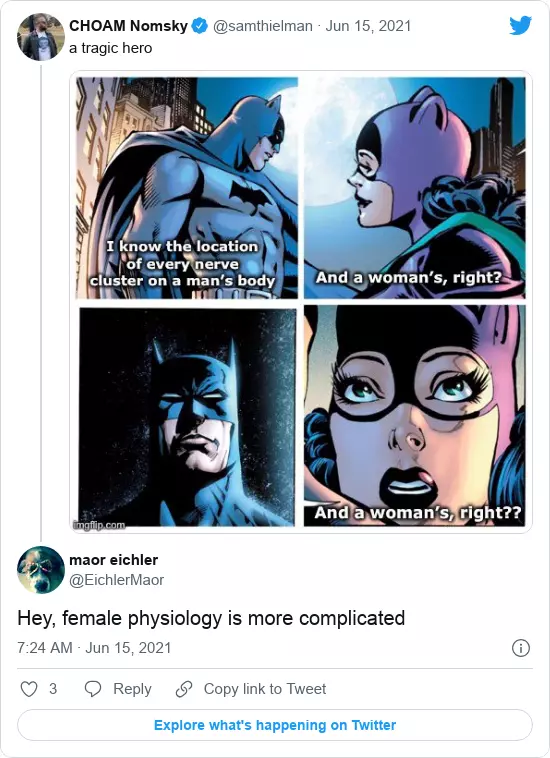 CHOAM Nomsky @samthielman · Jun 15, 2021
a tragic hero
I know the location
of every nerve
cluster on a man's body
And a woman's, right?
And a woman's, right??
imgflip.com
maor eichler
@EichlerMaor
Hey, female physiology is more complicated
7:24 AM · Jun 15, 2021
3 Reply Copy link to Tweet
Explore what's happening on Twitter